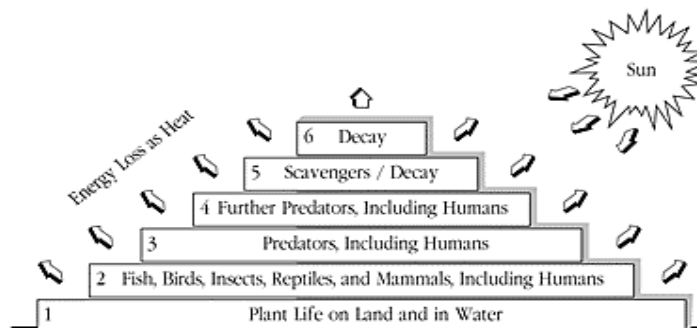 Sun
Energy Loss as Heat
6 Decay
5 Scavengers / Decay
4 Further Predators, Including Humans
3 Predators, Including Humans
2 Fish, Birds, Insects, Reptiles, and Mammals, Including Humans
1 Plant Life on Land and in Water